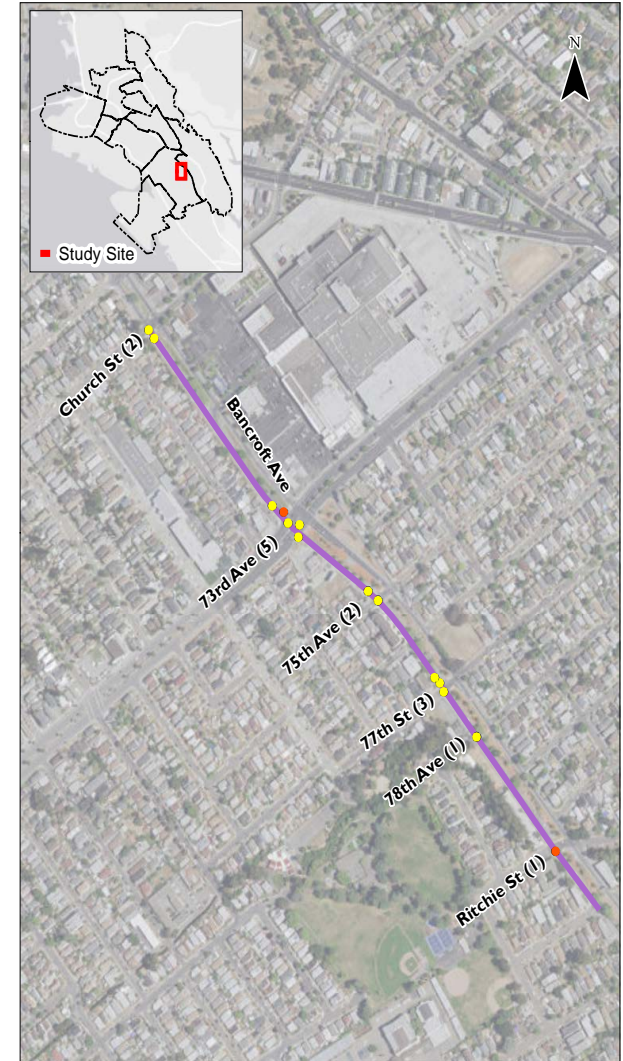 N
Study Site
Church St (2)
Bancroft Ave
73rd Ave (5)
75th Ave (2)
77th St (3)
78th Ave (1)
Ritchie St (1)